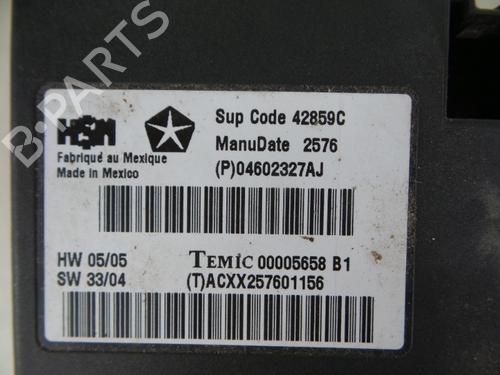 HSM
Sup Code 42859C
ManuDate 2576
(P)04602327AJ
Fabriqué au Mexique
Made in Mexico
HW 05/05
SW 33/04
TEMIC 00005658 B1
(T)ACXX257601156
B-PARTS